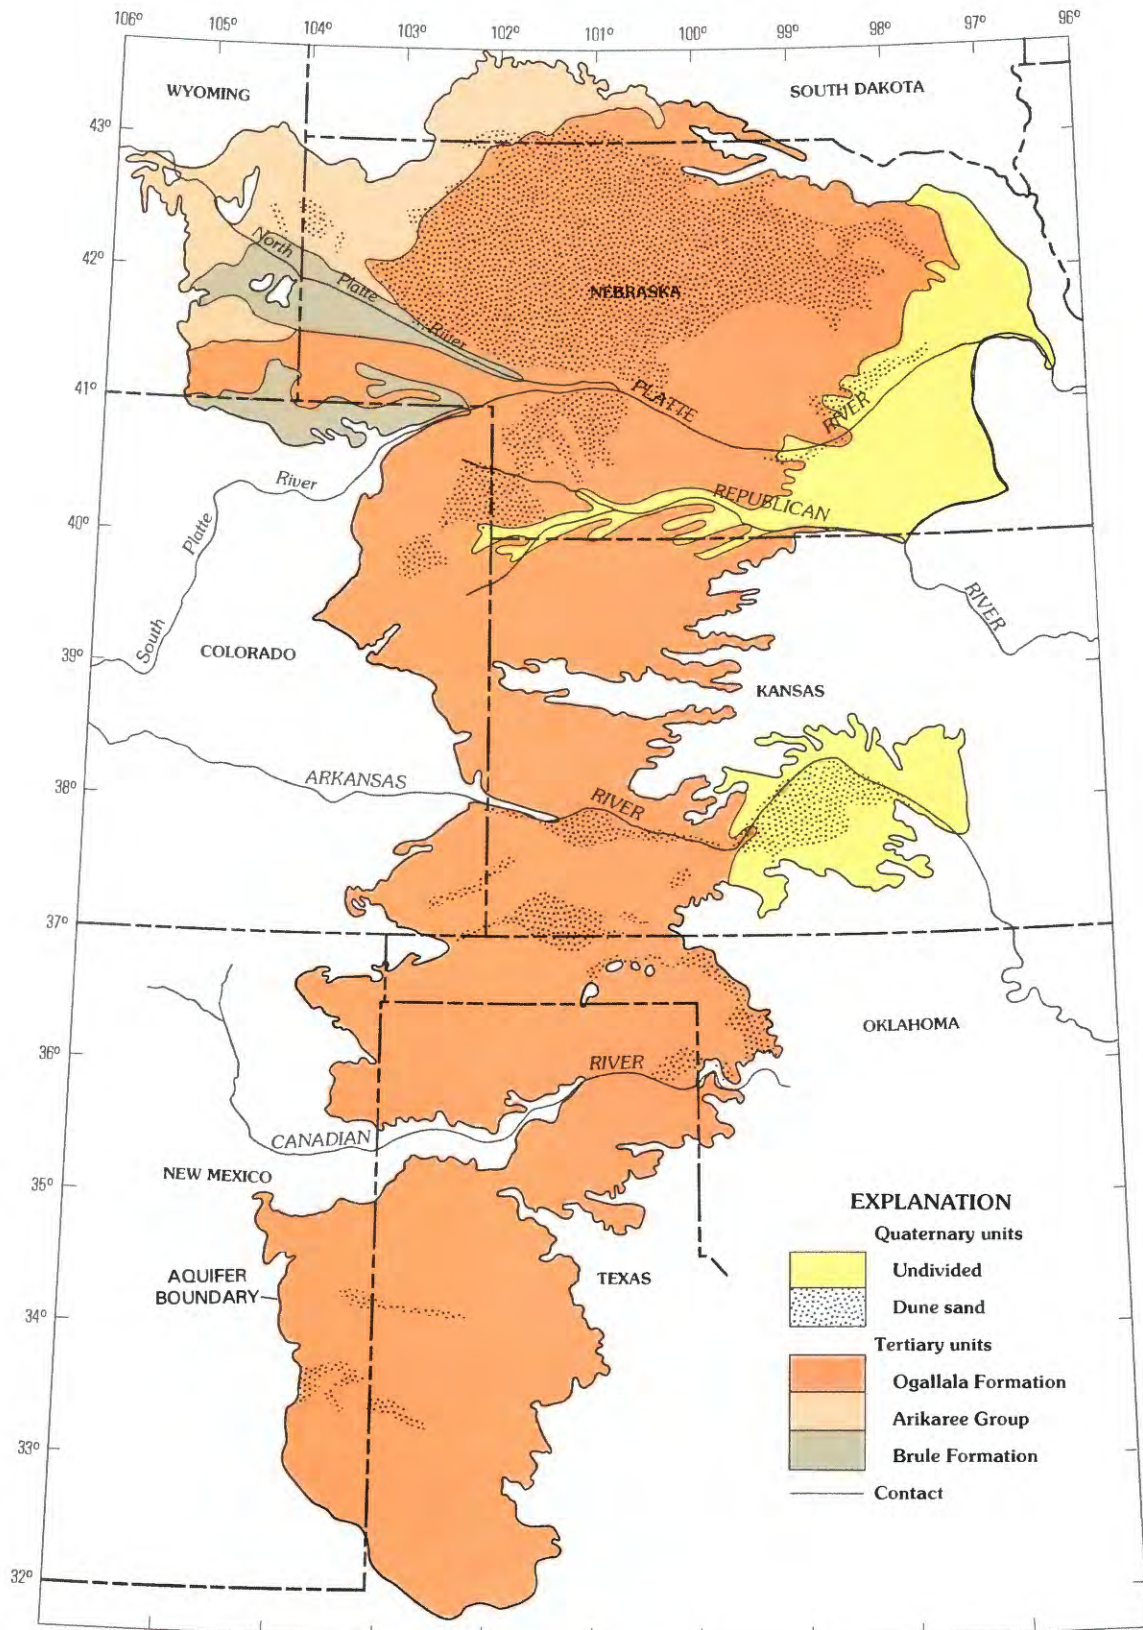 106° 105° 104° 103° 102° 101° 100° 99° 98° 97° 96°
WYOMING
SOUTH DAKOTA
43°
North Platte River
42°
NEBRASKA
41°
PLATTE RIVER
River
REPUBLICAN
40°
South Platte
RIVER
39°
COLORADO
KANSAS
ARKANSAS RIVER
38°
37°
OKLAHOMA
36°
RIVER
CANADIAN
NEW MEXICO
35°
EXPLANATION
Quaternary units
AQUIFER
BOUNDARY
TEXAS
Undivided
Dune sand
34°
Tertiary units
Ogallala Formation
Arikaree Group
33°
Brule Formation
Contact
32°